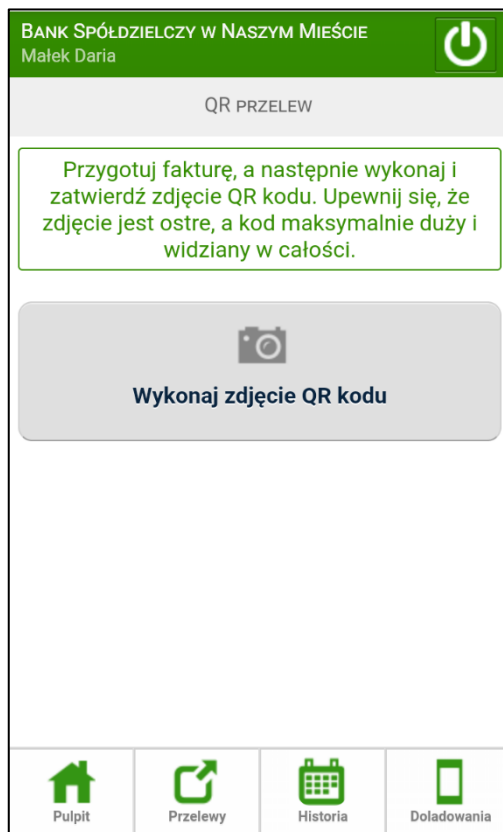 Bank Spółdzielczy w Naszym Mieście
Małek Daria
QR przelew
Przygotuj fakturę, a następnie wykonaj i
zatwierdź zdjęcie QR kodu. Upewnij się, że
zdjęcie jest ostre, a kod maksymalnie duży i
widziany w całości.
Wykonaj zdjęcie QR kodu
Pulpit Przelewy Historia Doladowania